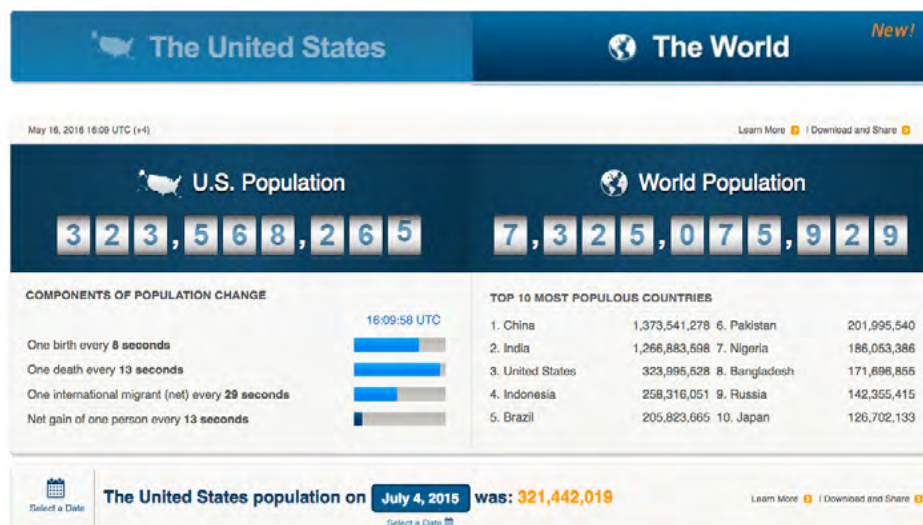 The United States
The World
New!
May 16, 2016 16:09 UTC (+4)
Learn More | Download and Share
U.S. Population
World Population
323,568,265
7,325,075,929
COMPONENTS OF POPULATION CHANGE
16:09:58 UTC
One birth every 8 seconds
One death every 13 seconds
One international migrant (net) every 29 seconds
Net gain of one person every 13 seconds
TOP 10 MOST POPULOUS COUNTRIES
1. China 1,373,541,278 6. Pakistan 201,995,540
2. India 1,266,883,598 7. Nigeria 186,053,386
3. United States 323,995,528 8. Bangladesh 171,696,855
4. Indonesia 258,316,051 9. Russia 142,355,415
5. Brazil 205,823,665 10. Japan 126,702,133
Select a Date
The United States population on July 4, 2015 was: 321,442,019
Select a Date
Learn More | Download and Share